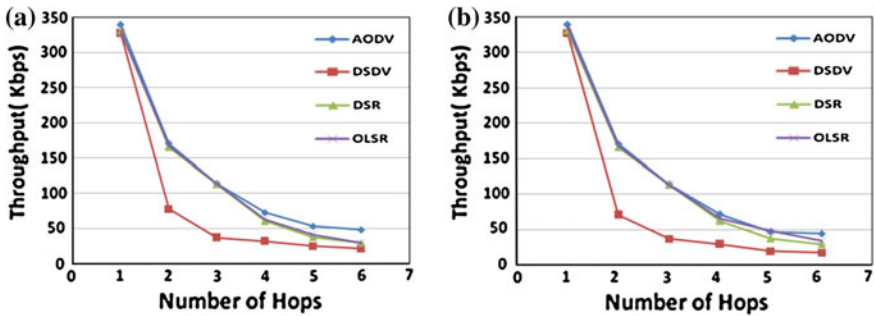 (a)
Throughput( Kbps)
350
300
250
200
150
100
50
0
0 1 2 3 4 5 6 7
Number of Hops
AODV
DSDV
DSR
OLSR
(b)
Throughput( Kbps)
350
300
250
200
150
100
50
0
0 1 2 3 4 5 6 7
Number of Hops
AODV
DSDV
DSR
OLSR